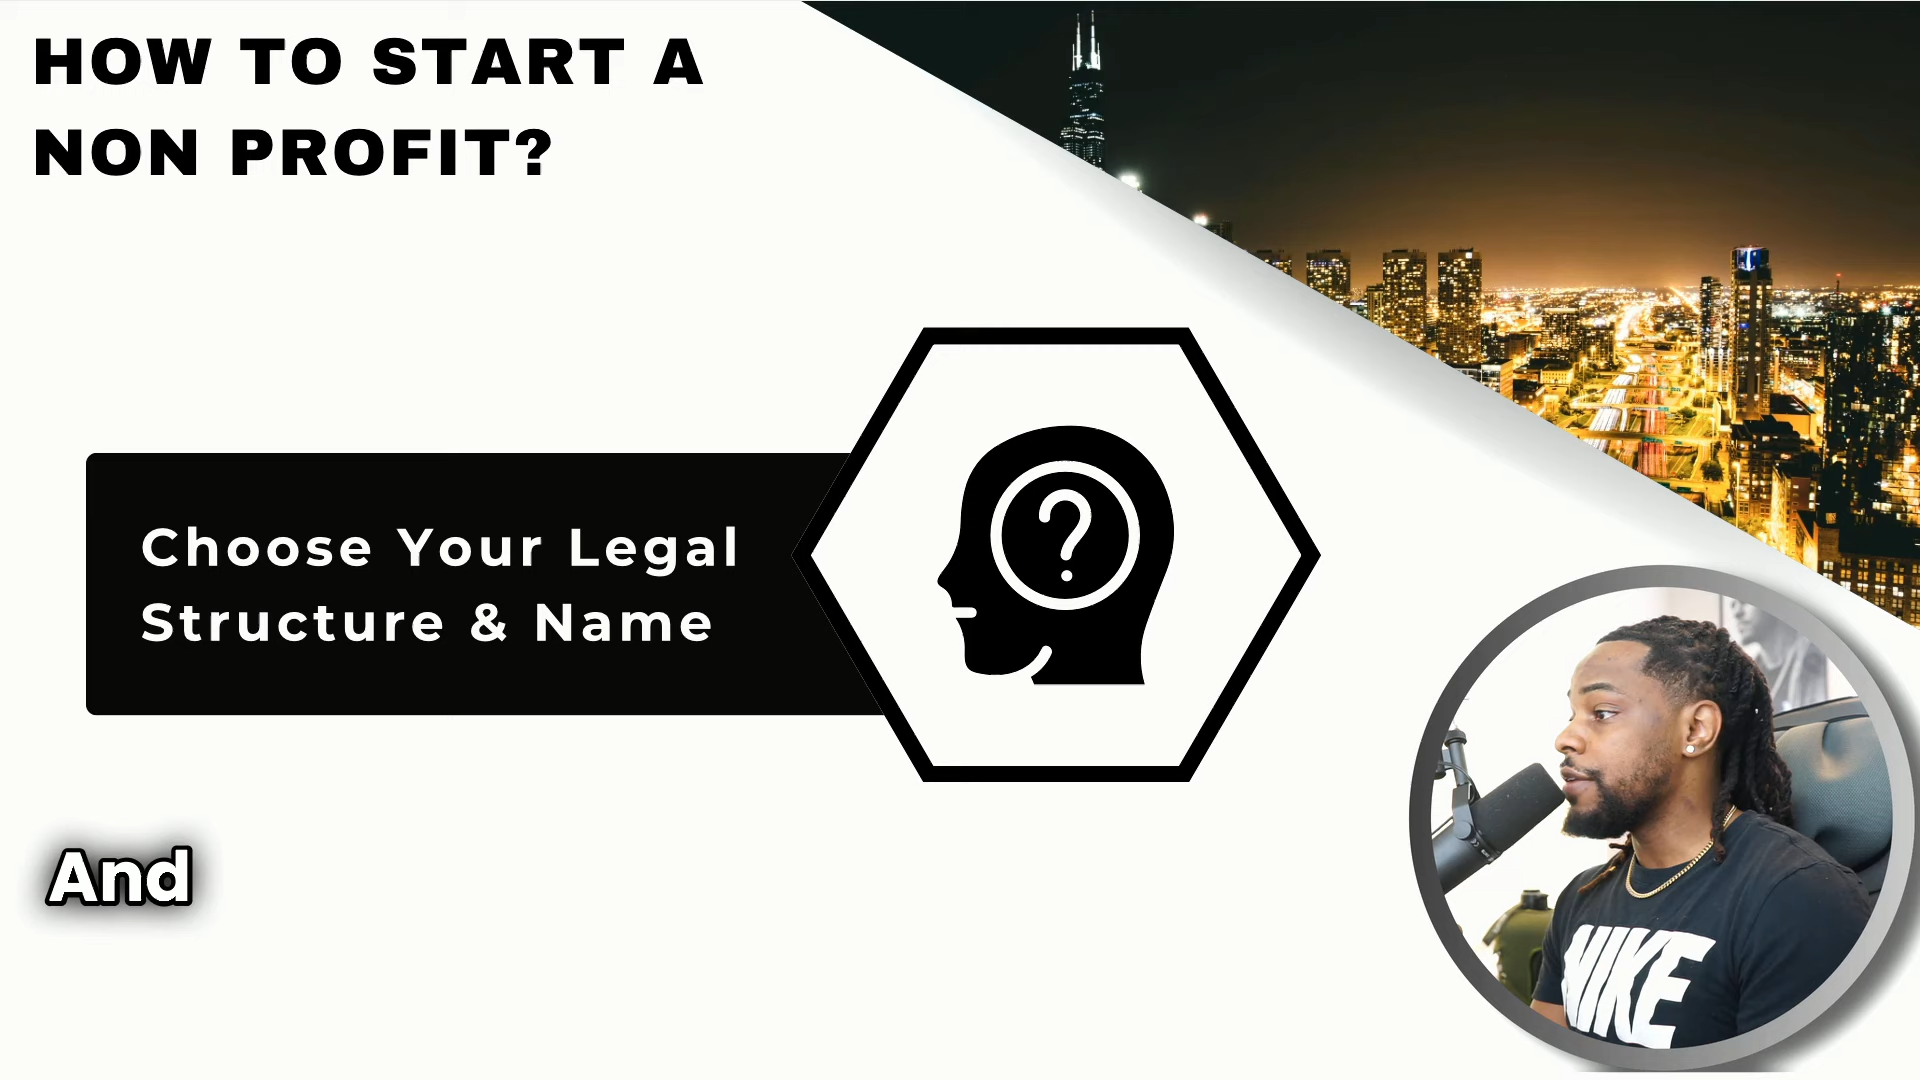 HOW TO START A
NON PROFIT?
Choose Your Legal
Structure & Name
?
And
NIKE